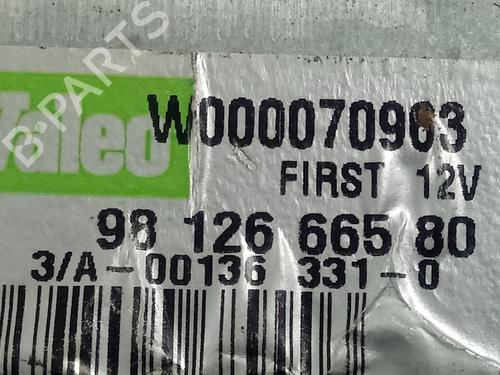 Valeo
W000070963
FIRST 12V
98 126 665 80
3/A-00136 331-0
B-Parts